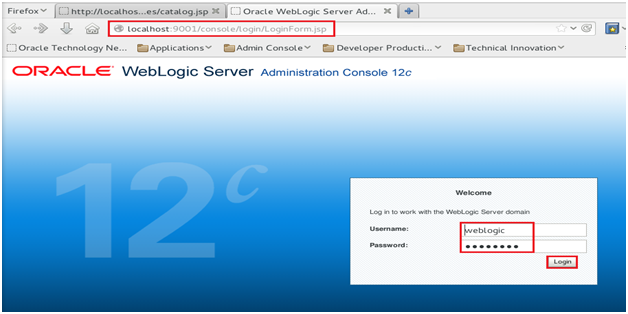 Firefox
http://localhos...es/catalog.jsp
Oracle WebLogic Server Ad...
localhost:9001/console/login/LoginForm.jsp
Oracle Technology Ne...
Applications
Admin Console
Developer Producti...
Technical Innovation
ORACLE WebLogic Server Administration Console 12c
12c
Welcome
Log in to work with the WebLogic Server domain
Username: weblogic
Password: ••••••••
Login